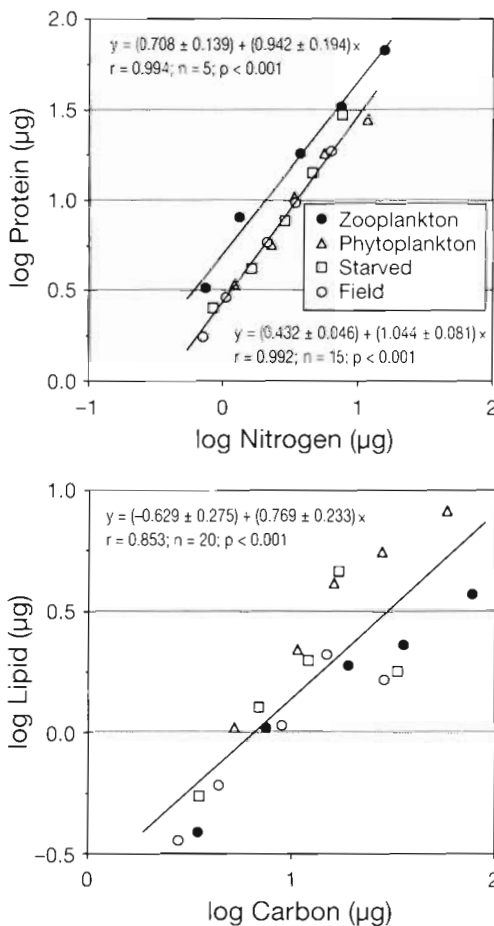 y = (0.708 ± 0.139) + (0.942 ± 0.194) x
r = 0.994; n = 5; p < 0.001
2.0
1.5
1.0
0.5
0.0
log Protein (µg)
Zooplankton
Phytoplankton
Starved
Field
y = (0.432 ± 0.046) + (1.044 ± 0.081) x
r = 0.992, n = 15; p < 0.001
−1
0
1
2
log Nitrogen (µg)
y = (−0.629 ± 0.275) + (0.769 ± 0.233) x
r = 0.853; n = 20; p < 0.001
1.0
0.5
0.0
−0.5
log Lipid (µg)
0
1
2
log Carbon (µg)